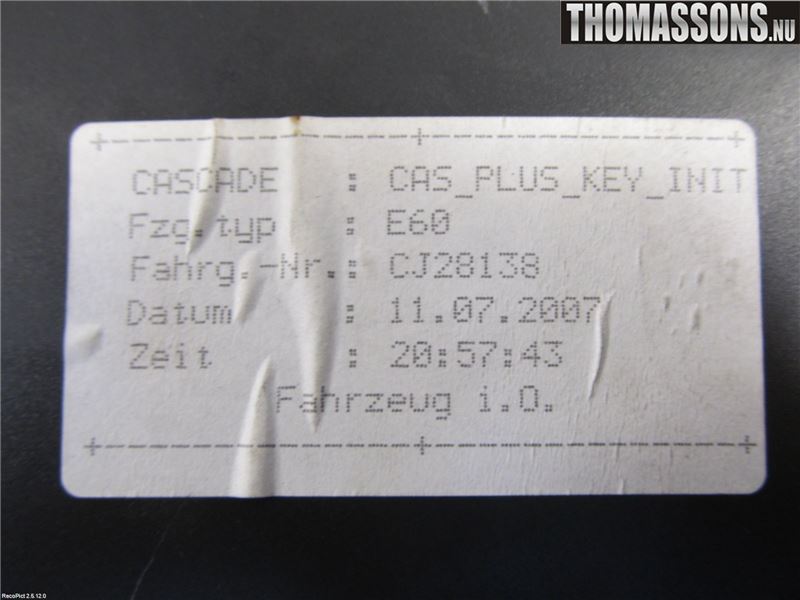 THOMASSONS.NU
+-----------------+-----------------+
CASCADE : CAS_PLUS_KEY_INIT
Fzg.typ : E60
Fahrg.-Nr.: CJ28138
Datum : 11.07.2007
Zeit : 20:57:43
Fahrzeug i.O.
+-----------------+-----------------+
RecoPict 2.5.12.0